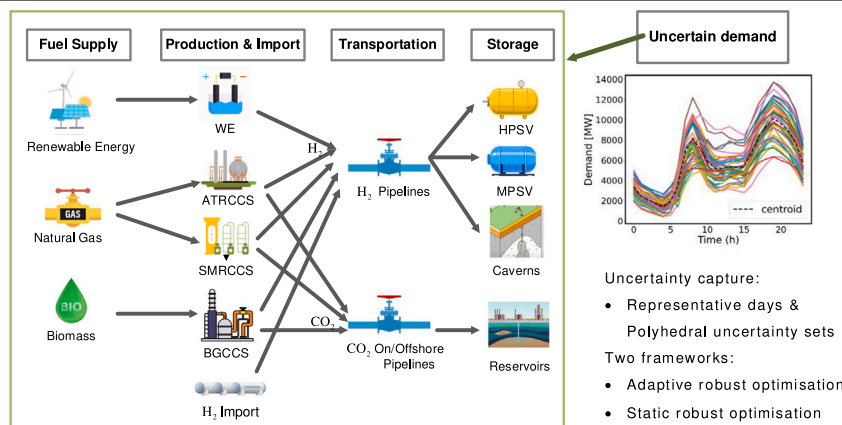 Fuel Supply
Production & Import
Transportation
Storage
Uncertain demand
Renewable Energy
Natural Gas
GAS
Biomass
BIO
+ −
WE
ATRCCS
SMRCCS
BGCCS
H₂ Import
H₂
CO₂
H₂ Pipelines
CO₂ On/Offshore
Pipelines
HPSV
MPSV
Caverns
Reservoirs
Demand [MW]
14000
12000
10000
8000
6000
4000
2000
0
0 5 10 15 20
Time (h)
centroid
Uncertainty capture:
• Representative days &
Polyhedral uncertainty sets
Two frameworks:
• Adaptive robust optimisation
• Static robust optimisation